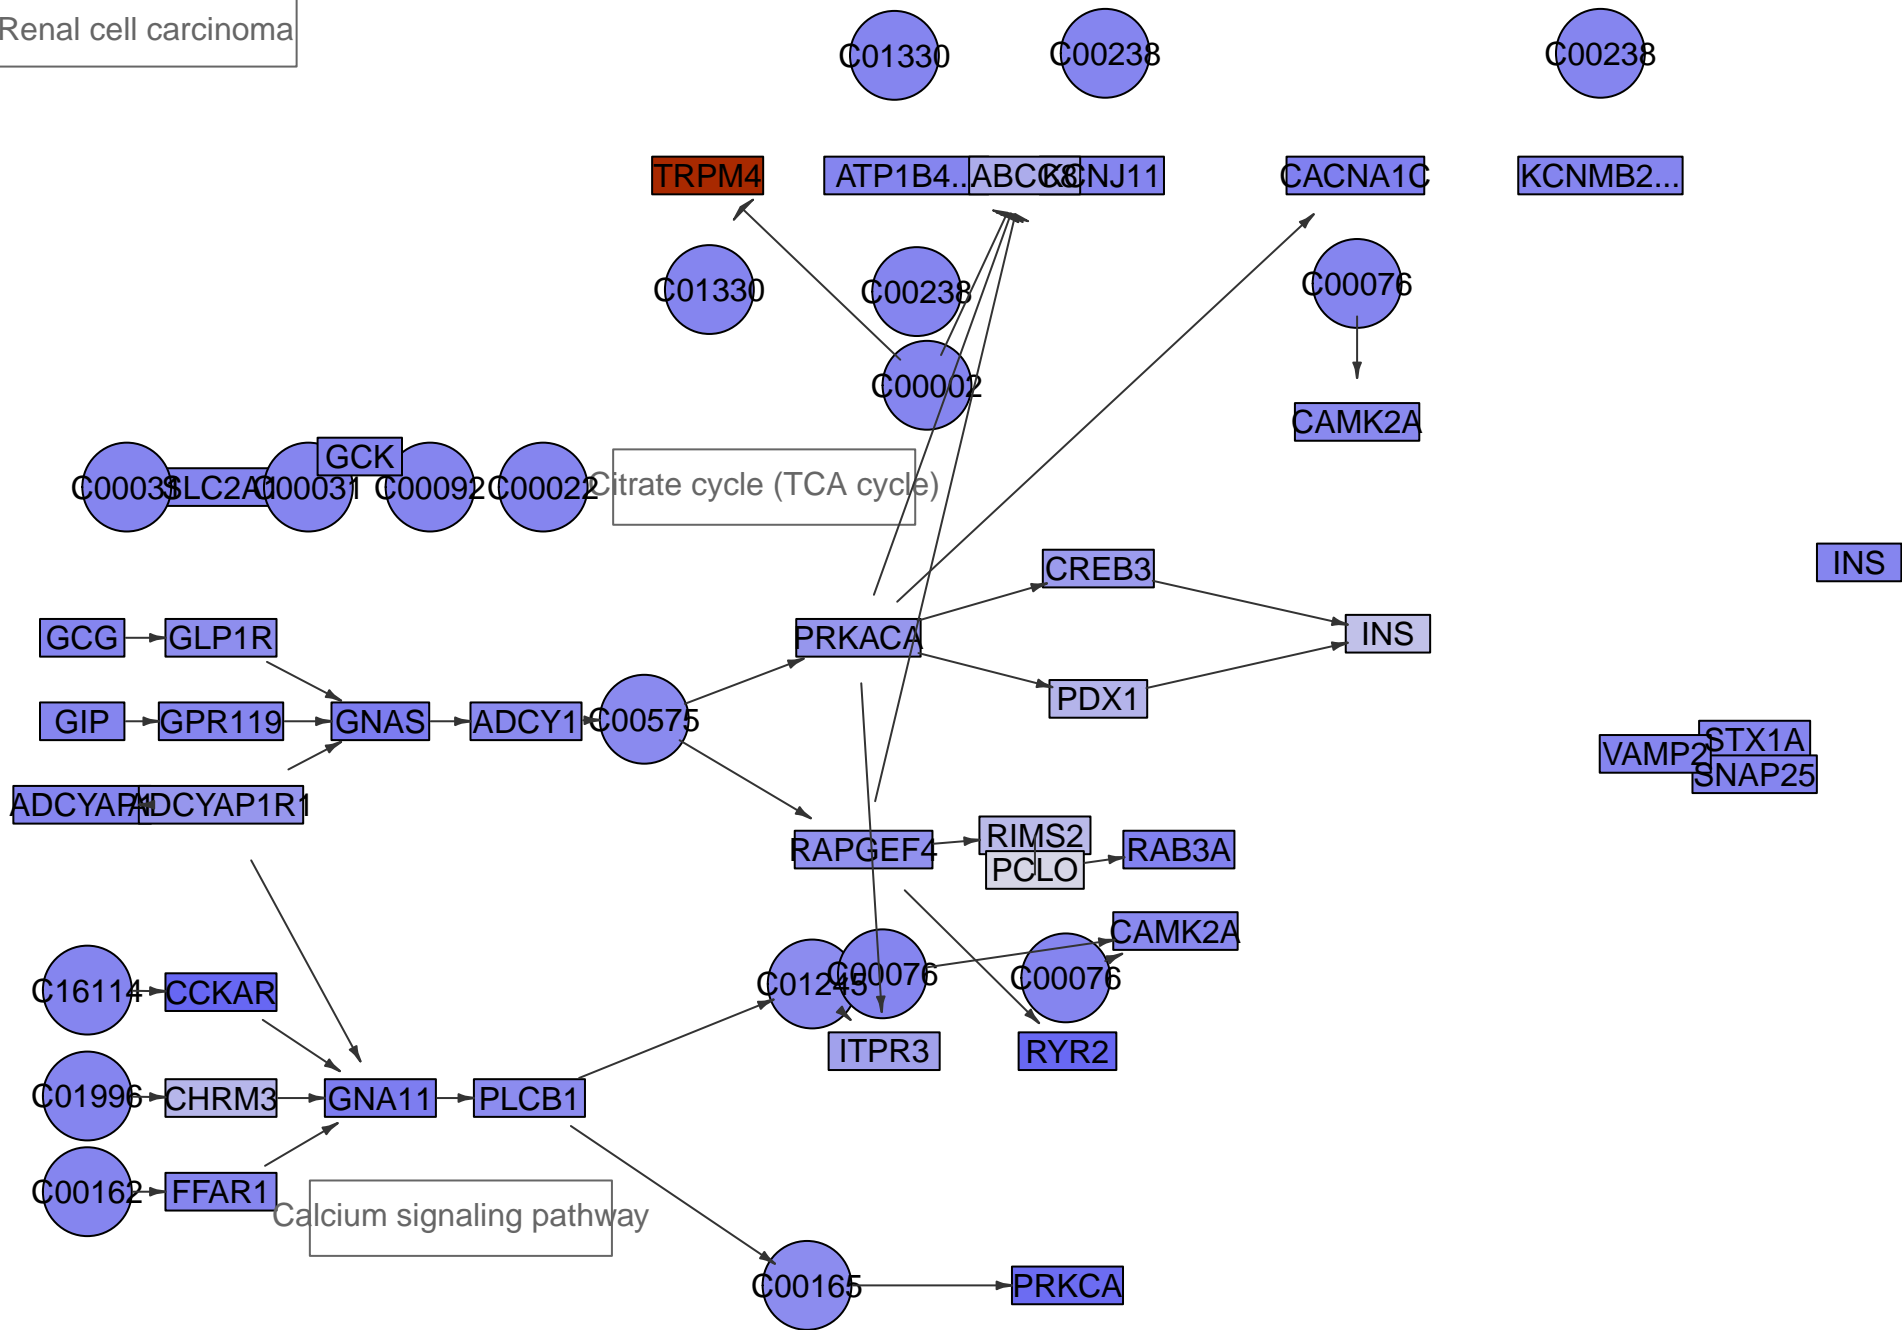 Renal cell carcinoma
C01330
C00238
C00238
TRPM4
ATP1B4...
ABCC8
KCNJ11
CACNA1C
KCNMB2...
C01330
C00238
C00076
C00002
CAMK2A
C00031
SLC2A1
C00031
GCK
C00092
C00022
Citrate cycle (TCA cycle)
CREB3
INS
GCG
GLP1R
PRKACA
INS
GIP
GPR119
GNAS
ADCY1
C00575
PDX1
STX1A
VAMP2
SNAP25
ADCYAP1
ADCYAP1R1
RAPGEF4
RIMS2
PCLO
RAB3A
CAMK2A
C16114
CCKAR
C01245
C00076
C00076
ITPR3
RYR2
C01996
CHRM3
GNA11
PLCB1
C00162
FFAR1
Calcium signaling pathway
C00165
PRKCA